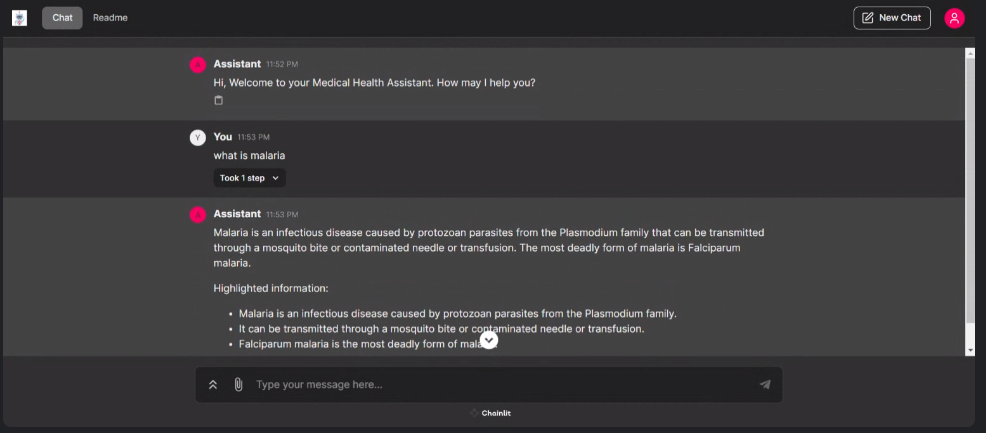 Chat Readme New Chat
A Assistant 11:52 PM
Hi, Welcome to your Medical Health Assistant. How may I help you?
Y You 11:53 PM
what is malaria
Took 1 step
A Assistant 11:53 PM
Malaria is an infectious disease caused by protozoan parasites from the Plasmodium family that can be transmitted
through a mosquito bite or contaminated needle or transfusion. The most deadly form of malaria is Falciparum
malaria.
Highlighted information:
• Malaria is an infectious disease caused by protozoan parasites from the Plasmodium family.
• It can be transmitted through a mosquito bite or contaminated needle or transfusion.
• Falciparum malaria is the most deadly form of
Type your message here...
Chainlit